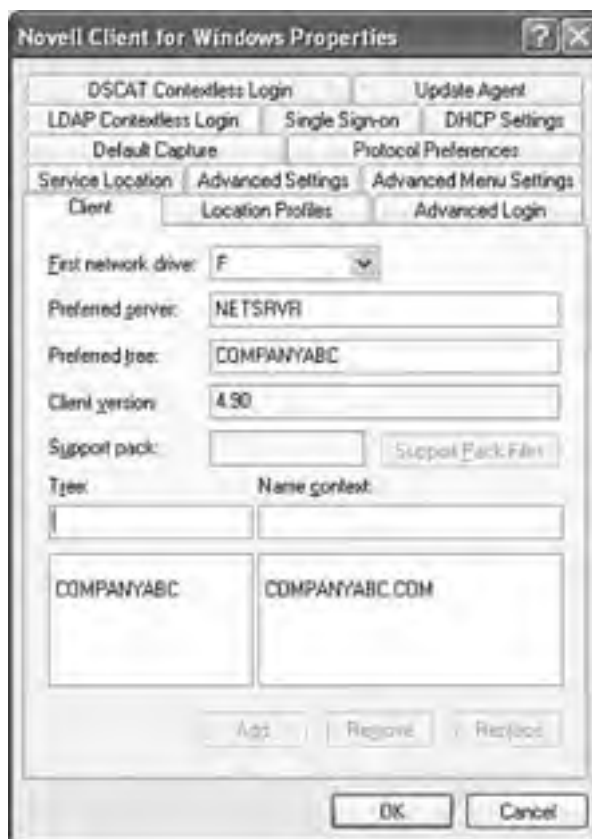 Novell Client for Windows Properties
DSCAT Contextless Login Update Agent
LDAP Contextless Login Single Sign-on DHCP Settings
Default Capture Protocol Preferences
Service Location Advanced Settings Advanced Menu Settings
Client Location Profiles Advanced Login
First network drive: F
Preferred server: NETSRVR
Preferred tree: COMPANYABC
Client version: 4.90
Support pack: Support Pack Files
Tree: Name context:
COMPANYABC COMPANYABC.COM
Add Remove Replace
OK Cancel